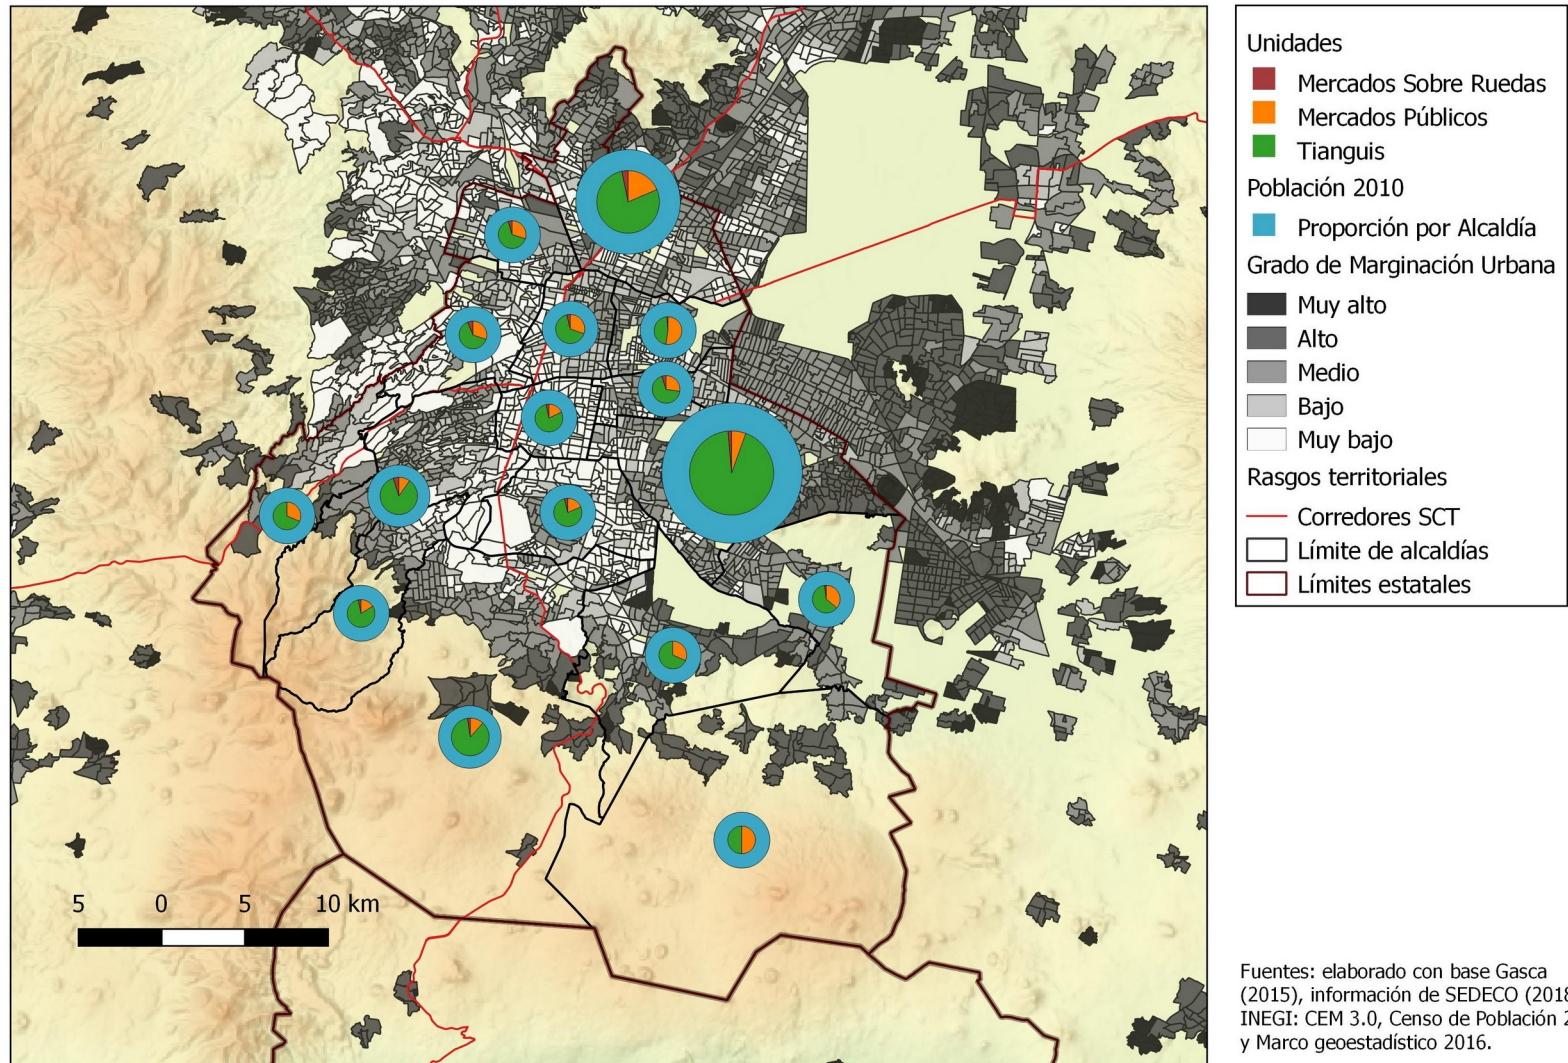 Unidades
Mercados Sobre Ruedas
Mercados Públicos
Tianguis
Población 2010
Proporción por Alcaldía
Grado de Marginación Urbana
Muy alto
Alto
Medio
Bajo
Muy bajo
Rasgos territoriales
Corredores SCT
Límite de alcaldías
Límites estatales
5 0 5 10 km
Fuentes: elaborado con base Gasca
(2015), información de SEDECO (2018
INEGI: CEM 3.0, Censo de Población 2
y Marco geoestadístico 2016.